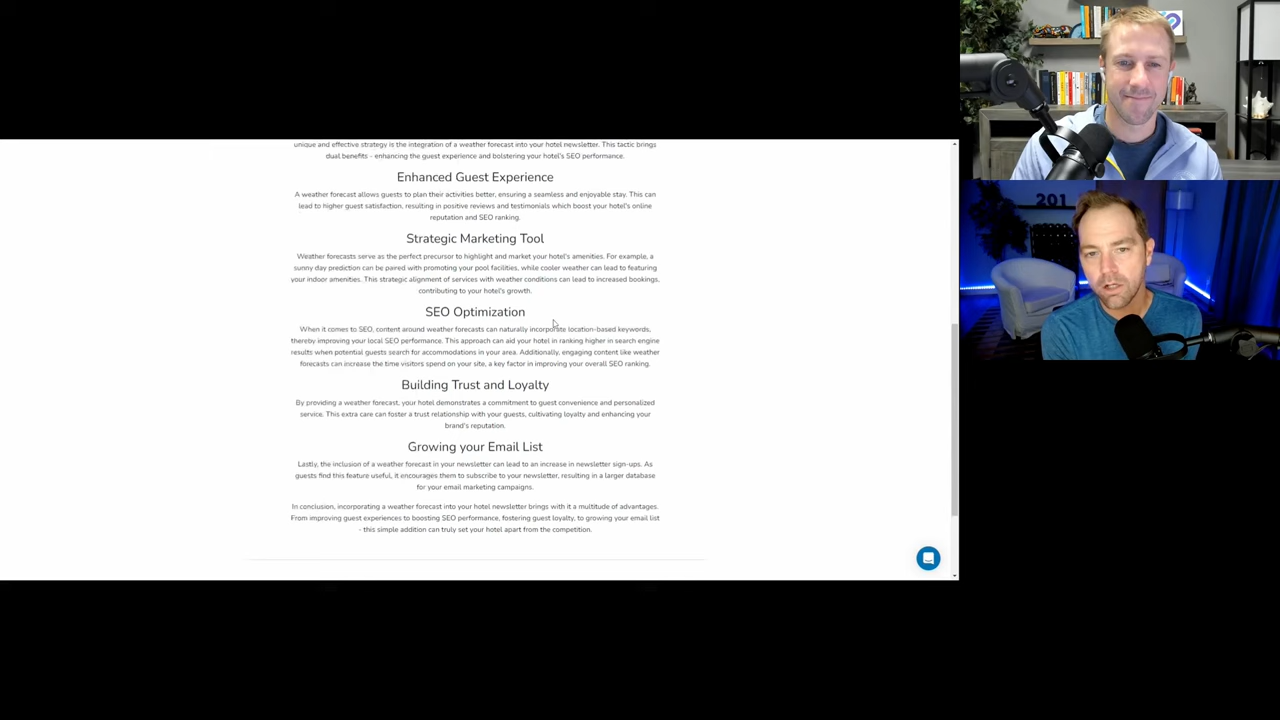 unique and effective strategy is the integration of a weather forecast into your hotel newsletter. This tactic brings
dual benefits - enhancing the guest experience and bolstering your hotel's SEO performance.
Enhanced Guest Experience
A weather forecast allows guests to plan their activities better, ensuring a seamless and enjoyable stay. This can
lead to higher guest satisfaction, resulting in positive reviews and testimonials which boost your hotel's online
reputation and SEO ranking.
Strategic Marketing Tool
Weather forecasts serve as the perfect precursor to highlight and market your hotel's amenities. For example, a
sunny day prediction can be paired with promoting your pool facilities, while cooler weather can lead to featuring
your indoor amenities. This strategic alignment of services with weather conditions can lead to increased bookings,
contributing to your hotel's growth.
SEO Optimization
When it comes to SEO, content around weather forecasts can naturally incorporate location-based keywords,
thereby improving your local SEO performance. This approach can aid your hotel in ranking higher in search engine
results when potential guests search for accommodations in your area. Additionally, engaging content like weather
forecasts can increase the time visitors spend on your site, a key factor in improving your overall SEO ranking.
Building Trust and Loyalty
By providing a weather forecast, your hotel demonstrates a commitment to guest convenience and personalized
service. This extra care can foster a trust relationship with your guests, cultivating loyalty and enhancing your
brand's reputation.
Growing your Email List
Lastly, the inclusion of a weather forecast in your newsletter can lead to an increase in newsletter sign-ups. As
guests find this feature useful, it encourages them to subscribe to your newsletter, resulting in a larger database
for your email marketing campaigns.
In conclusion, incorporating a weather forecast into your hotel newsletter brings with it a multitude of advantages.
From improving guest experiences to boosting SEO performance, fostering guest loyalty, to growing your email list
- this simple addition can truly set your hotel apart from the competition.
201